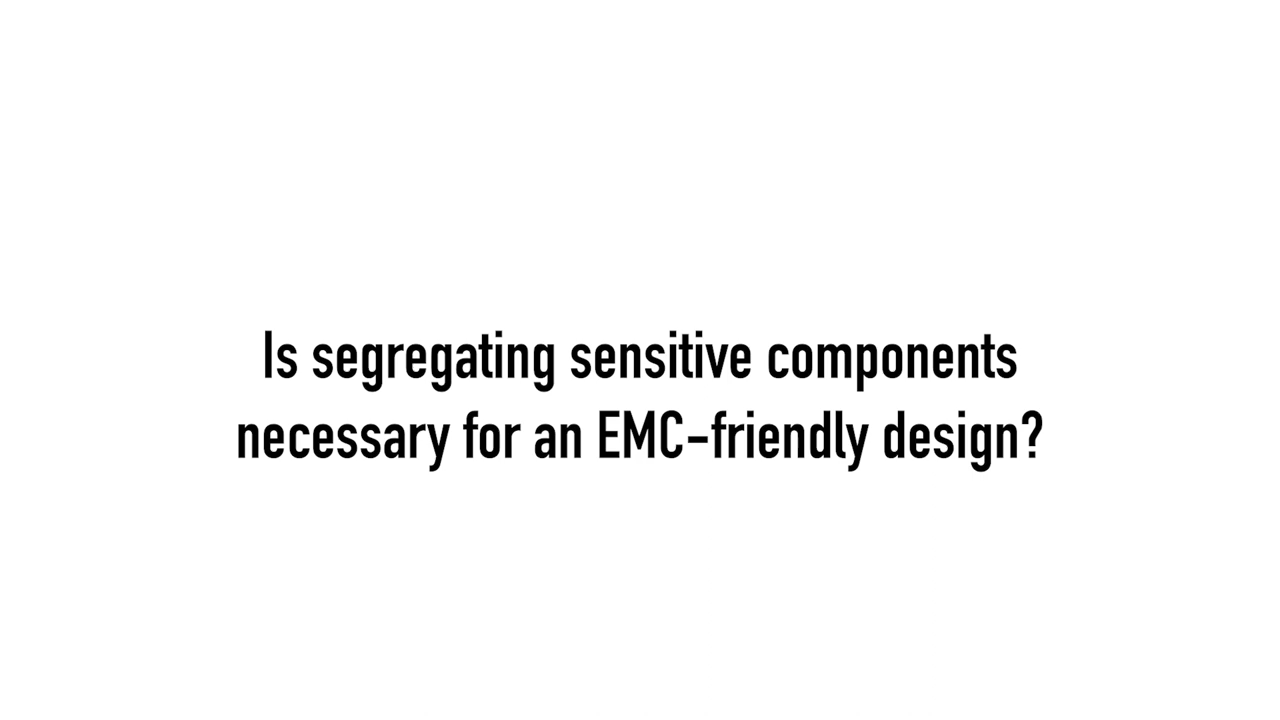 Is segregating sensitive components
necessary for an EMC-friendly design?